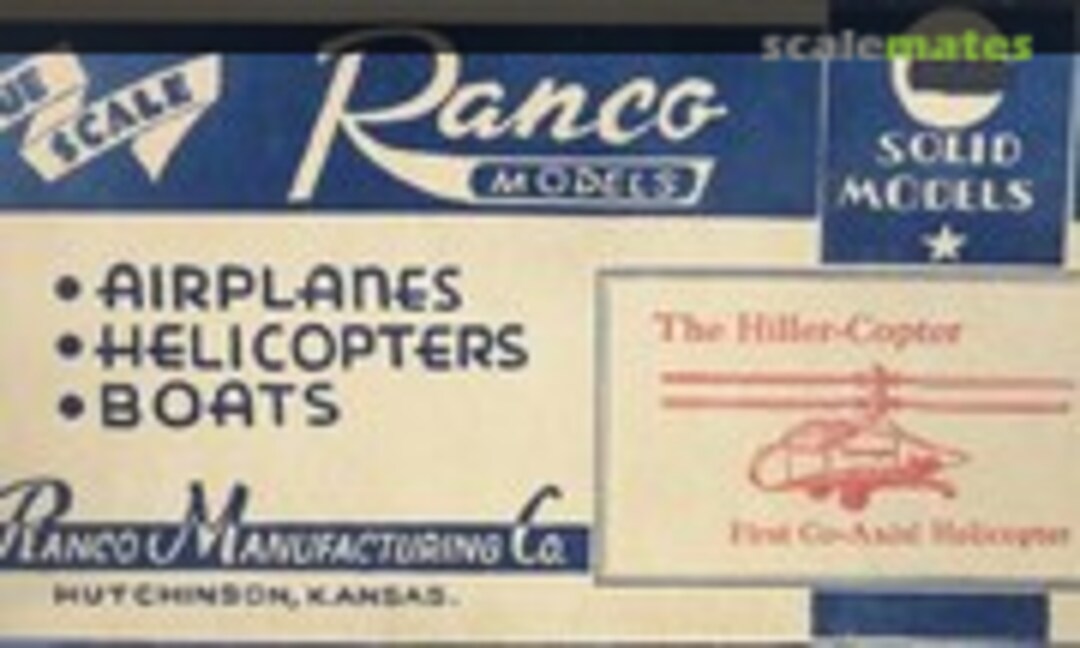 scalemates
UE
SCALE
Ranco
MODELS
SOLID
MODELS
• AIRPLANES
• HELICOPTERS
• BOATS
The Hiller-Copter
First Co-Axial Helicopter
RANCO MANUFACTURING CO.
HUTCHINSON, KANSAS.